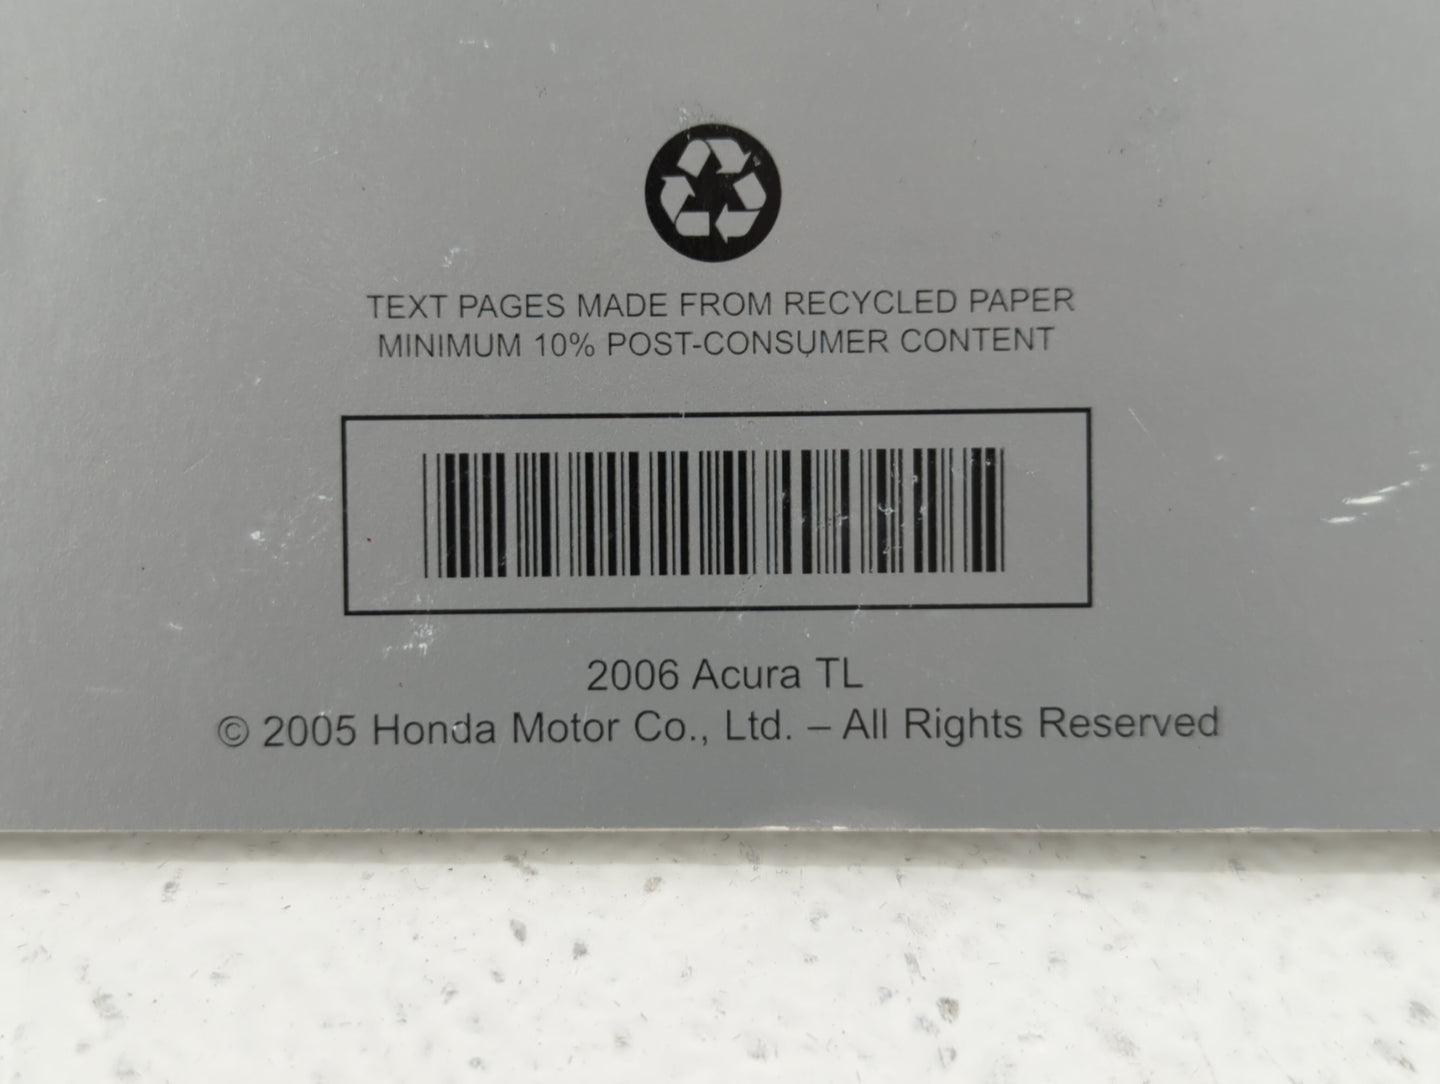 TEXT PAGES MADE FROM RECYCLED PAPER
MINIMUM 10% POST-CONSUMER CONTENT
2006 Acura TL
© 2005 Honda Motor Co., Ltd. – All Rights Reserved